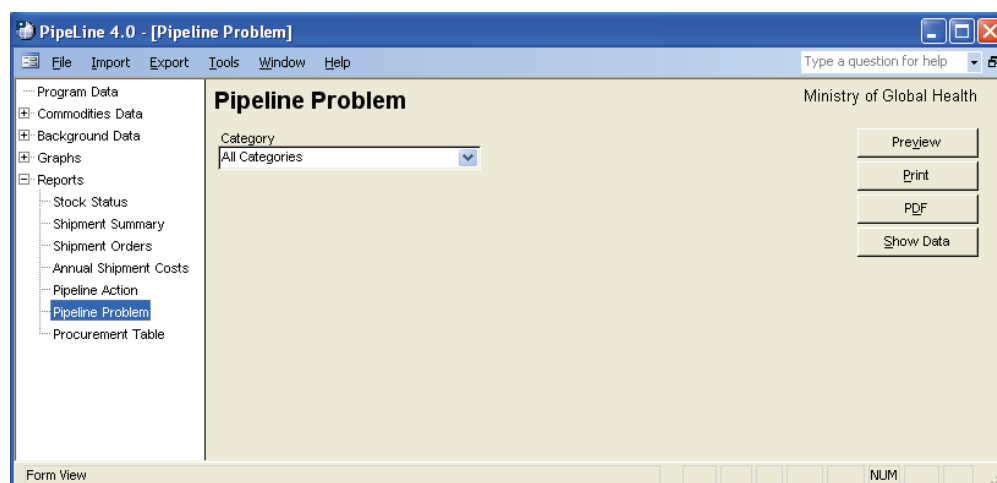 PipeLine 4.0 - [Pipeline Problem]
File Import Export Tools Window Help Type a question for help
Program Data
Commodities Data
Background Data
Graphs
Reports
Stock Status
Shipment Summary
Shipment Orders
Annual Shipment Costs
Pipeline Action
Pipeline Problem
Procurement Table
Pipeline Problem
Ministry of Global Health
Category
All Categories
Preview
Print
PDF
Show Data
Form View NUM